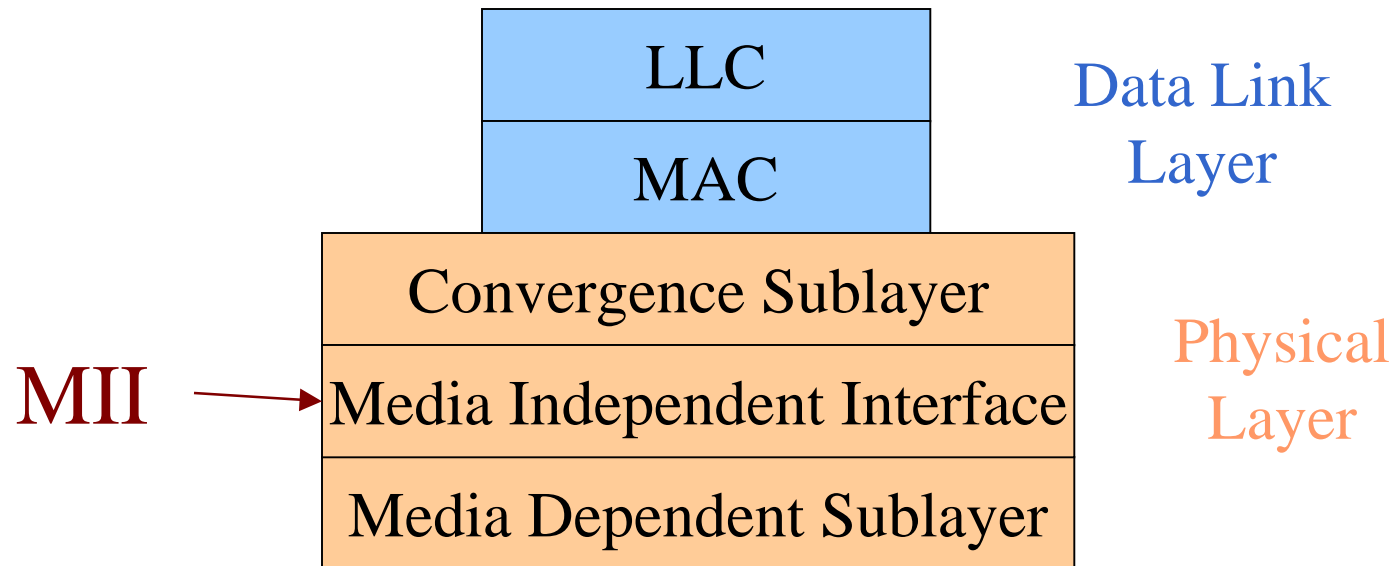 LLC
MAC
Data Link
Layer
Convergence Sublayer
Media Independent Interface
Media Dependent Sublayer
MII
Physical
Layer